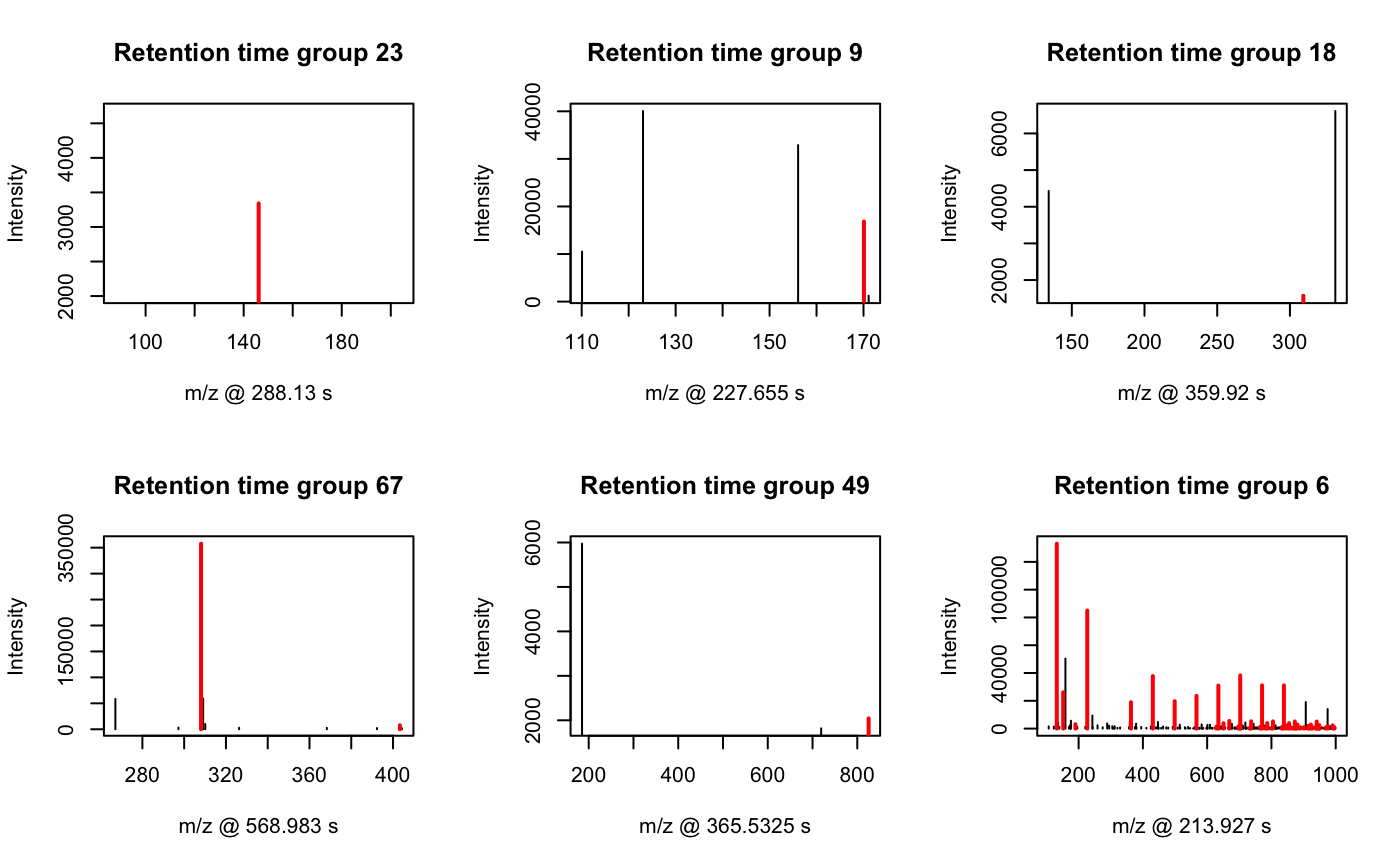 Retention time group 23
Intensity
2000
3000
4000
100
140
180
m/z @ 288.13 s
Retention time group 9
Intensity
0
20000
40000
110
130
150
170
m/z @ 227.655 s
Retention time group 18
Intensity
2000
4000
6000
150
200
250
300
m/z @ 359.92 s
Retention time group 67
Intensity
0
150000
350000
280
320
360
400
m/z @ 568.983 s
Retention time group 49
Intensity
2000
4000
6000
200
400
600
800
m/z @ 365.5325 s
Retention time group 6
Intensity
0
40000
100000
200
400
600
800
1000
m/z @ 213.927 s